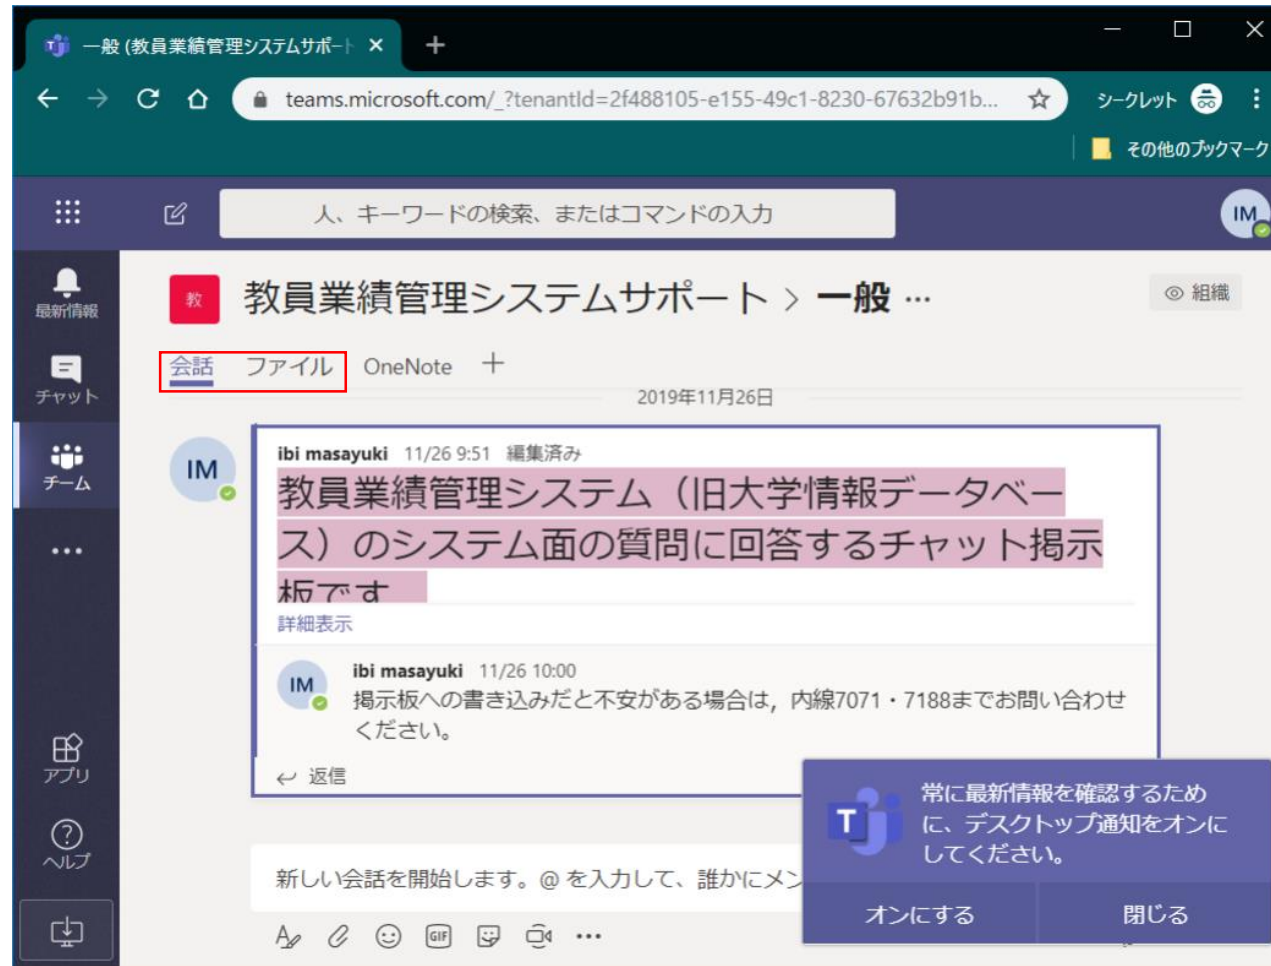 一般 (教員業績管理システムサポート
teams.microsoft.com/_?tenantId=2f488105-e155-49c1-8230-67632b91b...
シークレット
その他のブックマーク
人、キーワードの検索、またはコマンドの入力
IM
最新情報
チャット
チーム
アプリ
ヘルプ
教
教員業績管理システムサポート > 一般 ...
組織
会話 ファイル OneNote
2019年11月26日
IM
ibi masayuki 11/26 9:51 編集済み
教員業績管理システム（旧大学情報データベー
ス）のシステム面の質問に回答するチャット掲示
板です
詳細表示
IM
ibi masayuki 11/26 10:00
掲示板への書き込みだと不安がある場合は，内線7071・7188までお問い合わせ
ください。
返信
新しい会話を開始します。@ を入力して、誰かにメン
GIF
T
常に最新情報を確認するため
に、デスクトップ通知をオンに
してください。
オンにする 閉じる